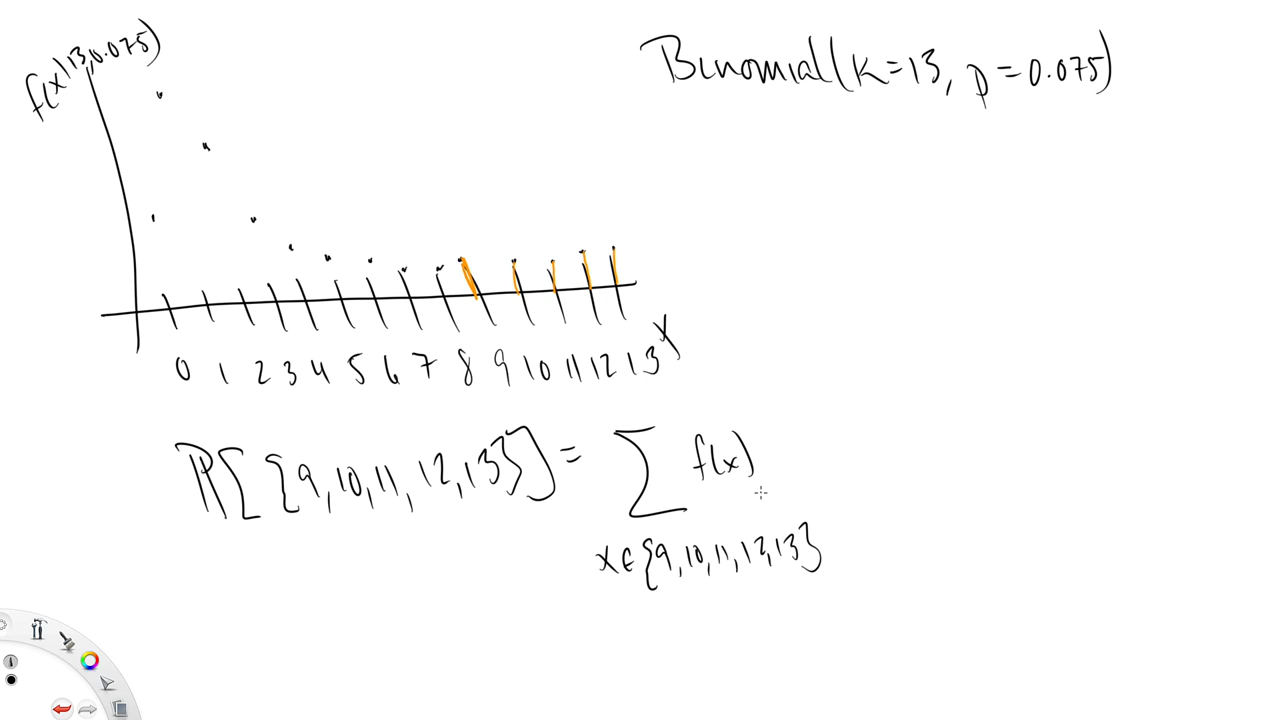 f(x|13,0.075)
Binomial(K=13, p=0.075)
0 1 2 3 4 5 6 7 8 9 10 11 12 13 X
P[{9,10,11,12,13}] = ∑ f(x)
x∈{9,10,11,12,13}